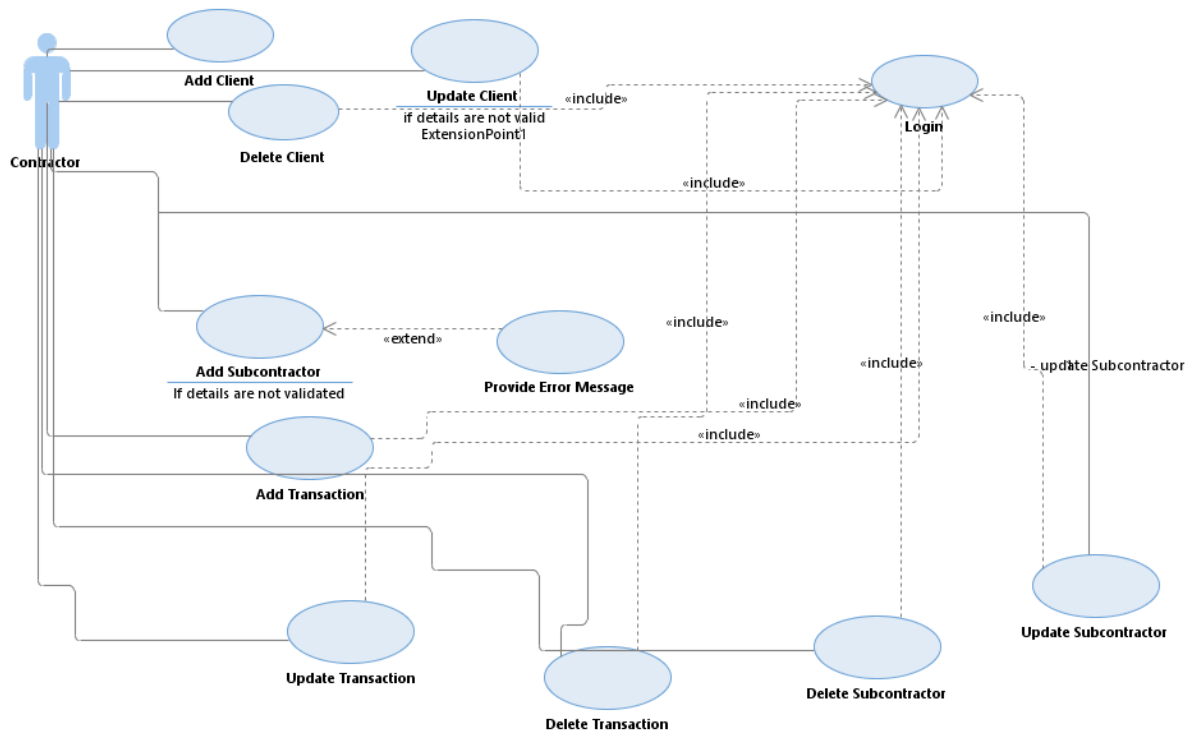 Add Client
Update Client
if details are not valid
ExtensionPoint1
«include»
Login
Delete Client
Contractor
«include»
«include»
«include»
«extend»
Add Subcontractor
If details are not validated
Provide Error Message
«include»
- update Subcontractor
«include»
«include»
Add Transaction
Update Transaction
Delete Transaction
Delete Subcontractor
Update Subcontractor